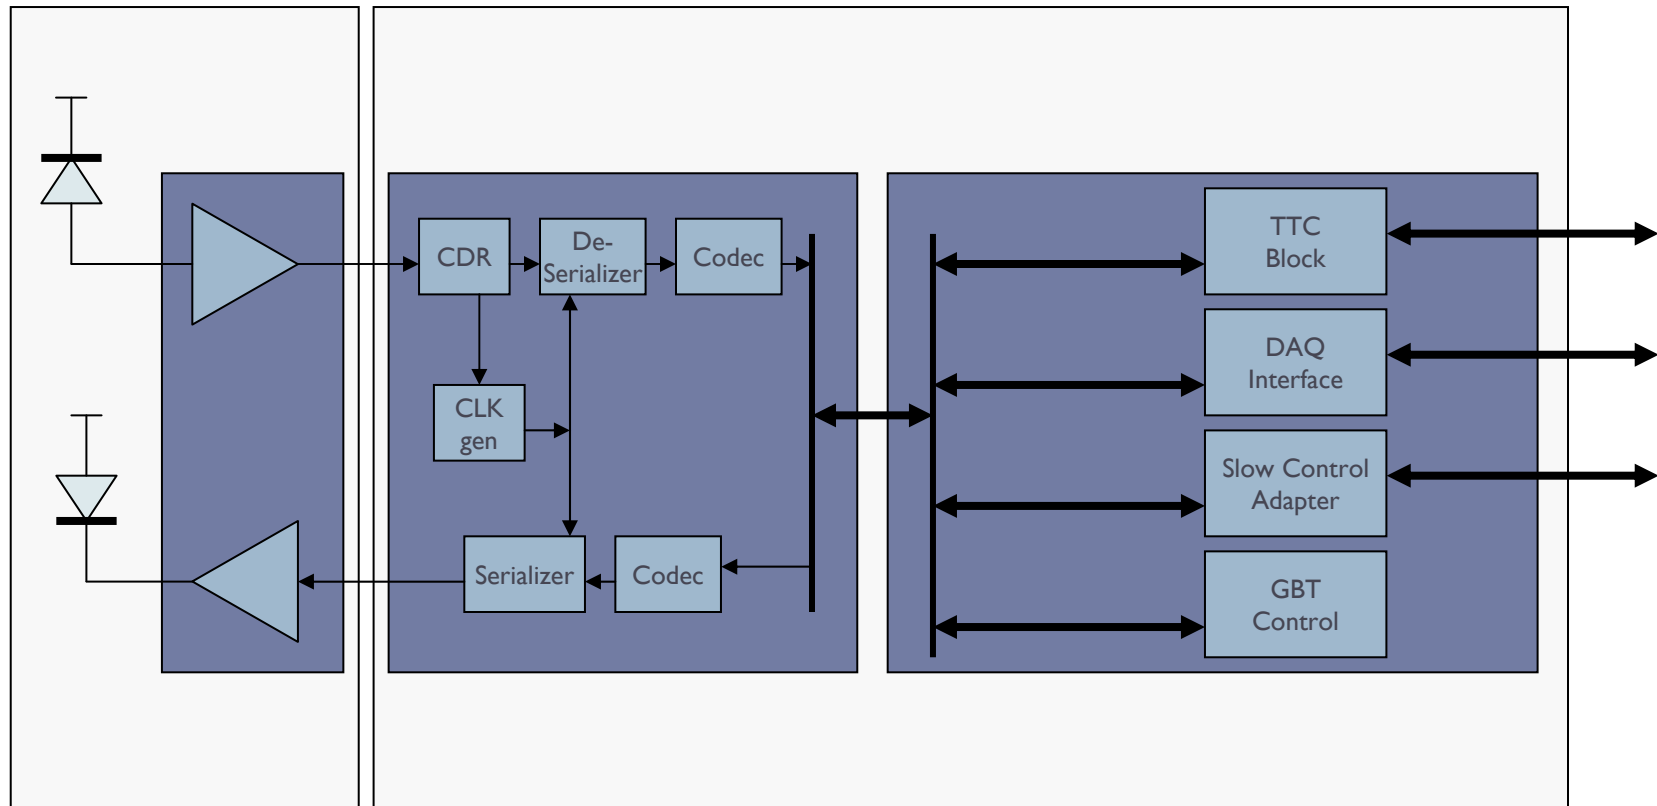 CDR
De-
Serializer
Codec
CLK
gen
Serializer
Codec
TTC
Block
DAQ
Interface
Slow Control
Adapter
GBT
Control